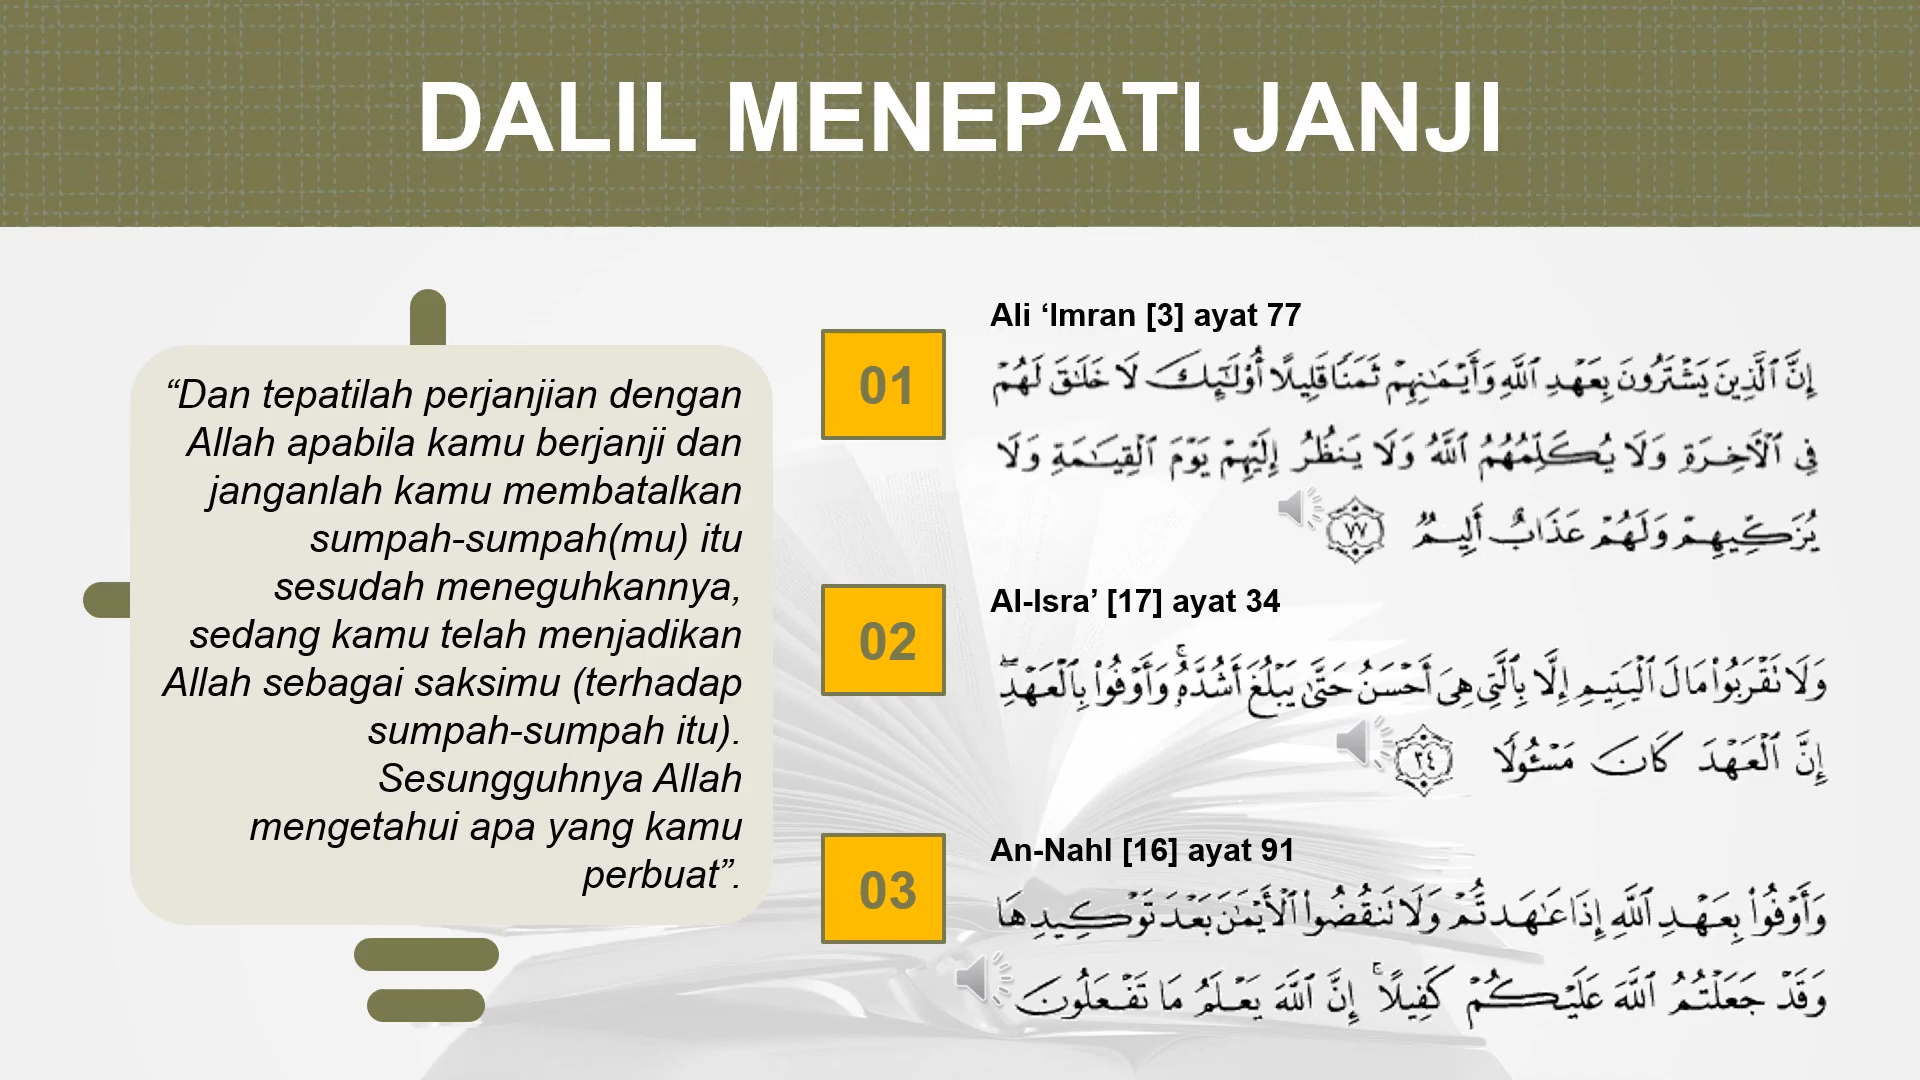 DALIL MENEPATI JANJI
“Dan tepatilah perjanjian dengan
Allah apabila kamu berjanji dan
janganlah kamu membatalkan
sumpah-sumpah(mu) itu
sesudah meneguhkannya,
sedang kamu telah menjadikan
Allah sebagai saksimu (terhadap
sumpah-sumpah itu).
Sesungguhnya Allah
mengetahui apa yang kamu
perbuat”.
01
Ali ‘Imran [3] ayat 77
إِنَّ ٱلَّذِينَ يَشْتَرُونَ بِعَهْدِ ٱللَّهِ وَأَيْمَـٰنِهِمْ ثَمَنًا قَلِيلًا أُو۟لَـٰٓئِكَ لَا خَلَـٰقَ لَهُمْ
فِى ٱلْـَٔاخِرَةِ وَلَا يُكَلِّمُهُمُ ٱللَّهُ وَلَا يَنظُرُ إِلَيْهِمْ يَوْمَ ٱلْقِيَـٰمَةِ وَلَا
يُزَكِّيهِمْ وَلَهُمْ عَذَابٌ أَلِيمٌ ٧٧
02
Al-Isra’ [17] ayat 34
وَلَا تَقْرَبُوا۟ مَالَ ٱلْيَتِيمِ إِلَّا بِٱلَّتِى هِىَ أَحْسَنُ حَتَّىٰ يَبْلُغَ أَشُدَّهُۥ ۚ وَأَوْفُوا۟ بِٱلْعَهْدِ ۖ
إِنَّ ٱلْعَهْدَ كَانَ مَسْـُٔولًا ٣٤
03
An-Nahl [16] ayat 91
وَأَوْفُوا۟ بِعَهْدِ ٱللَّهِ إِذَا عَـٰهَدتُّمْ وَلَا تَنقُضُوا۟ ٱلْأَيْمَـٰنَ بَعْدَ تَوْكِيدِهَا
وَقَدْ جَعَلْتُمُ ٱللَّهَ عَلَيْكُمْ كَفِيلًا ۚ إِنَّ ٱللَّهَ يَعْلَمُ مَا تَفْعَلُونَ